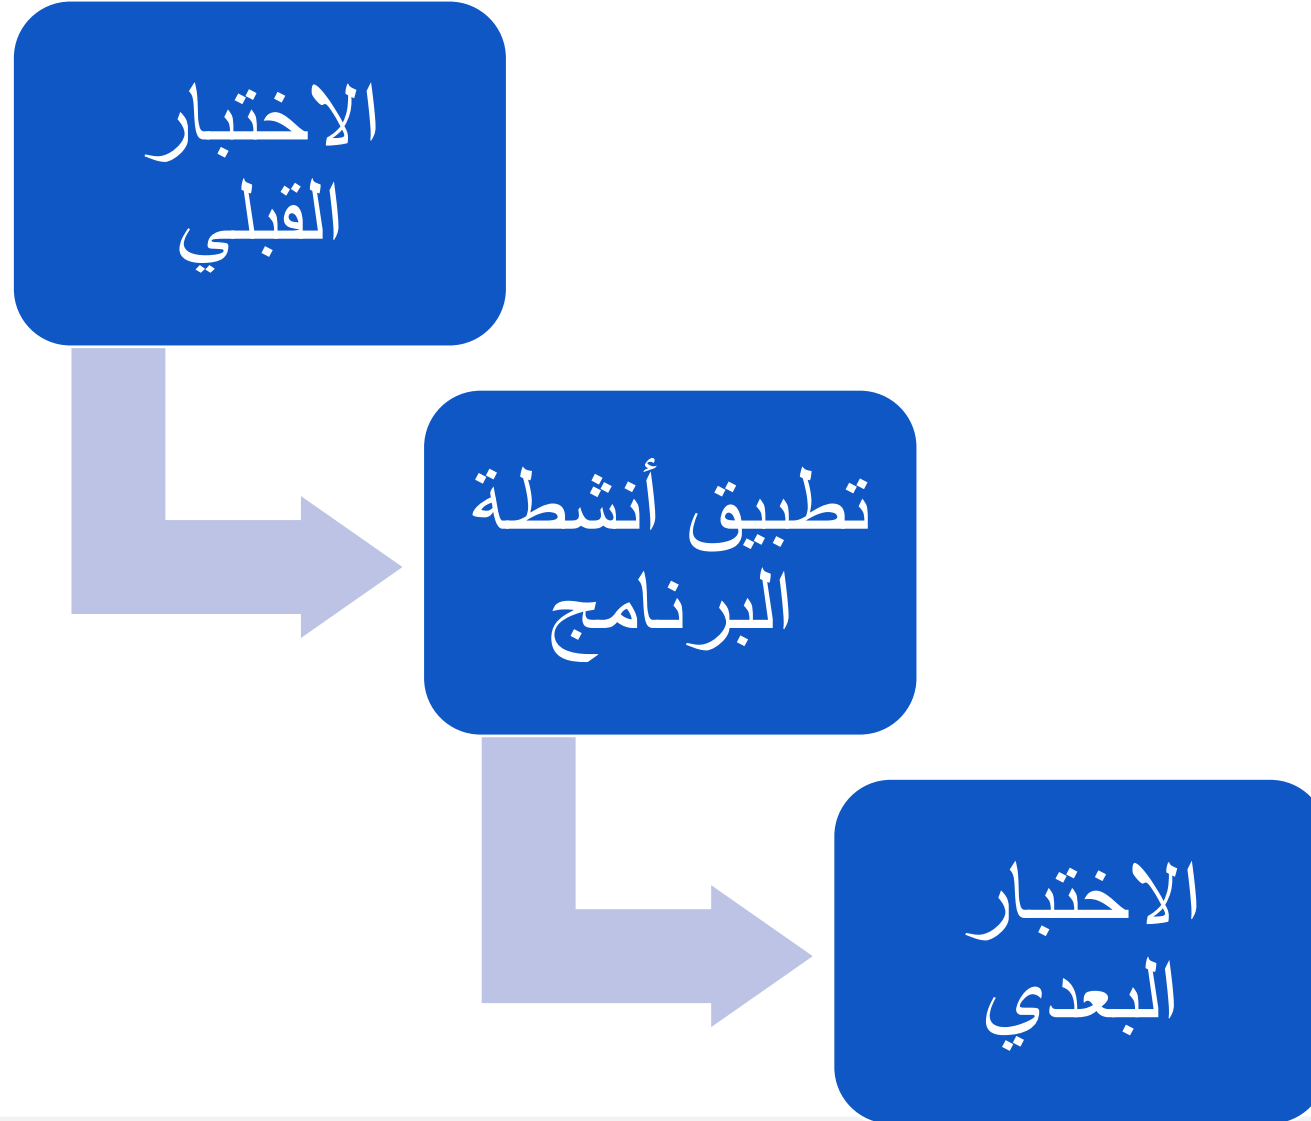 الاختبار
القبلي
تطبيق أنشطة
البرنامج
الاختبار
البعدي